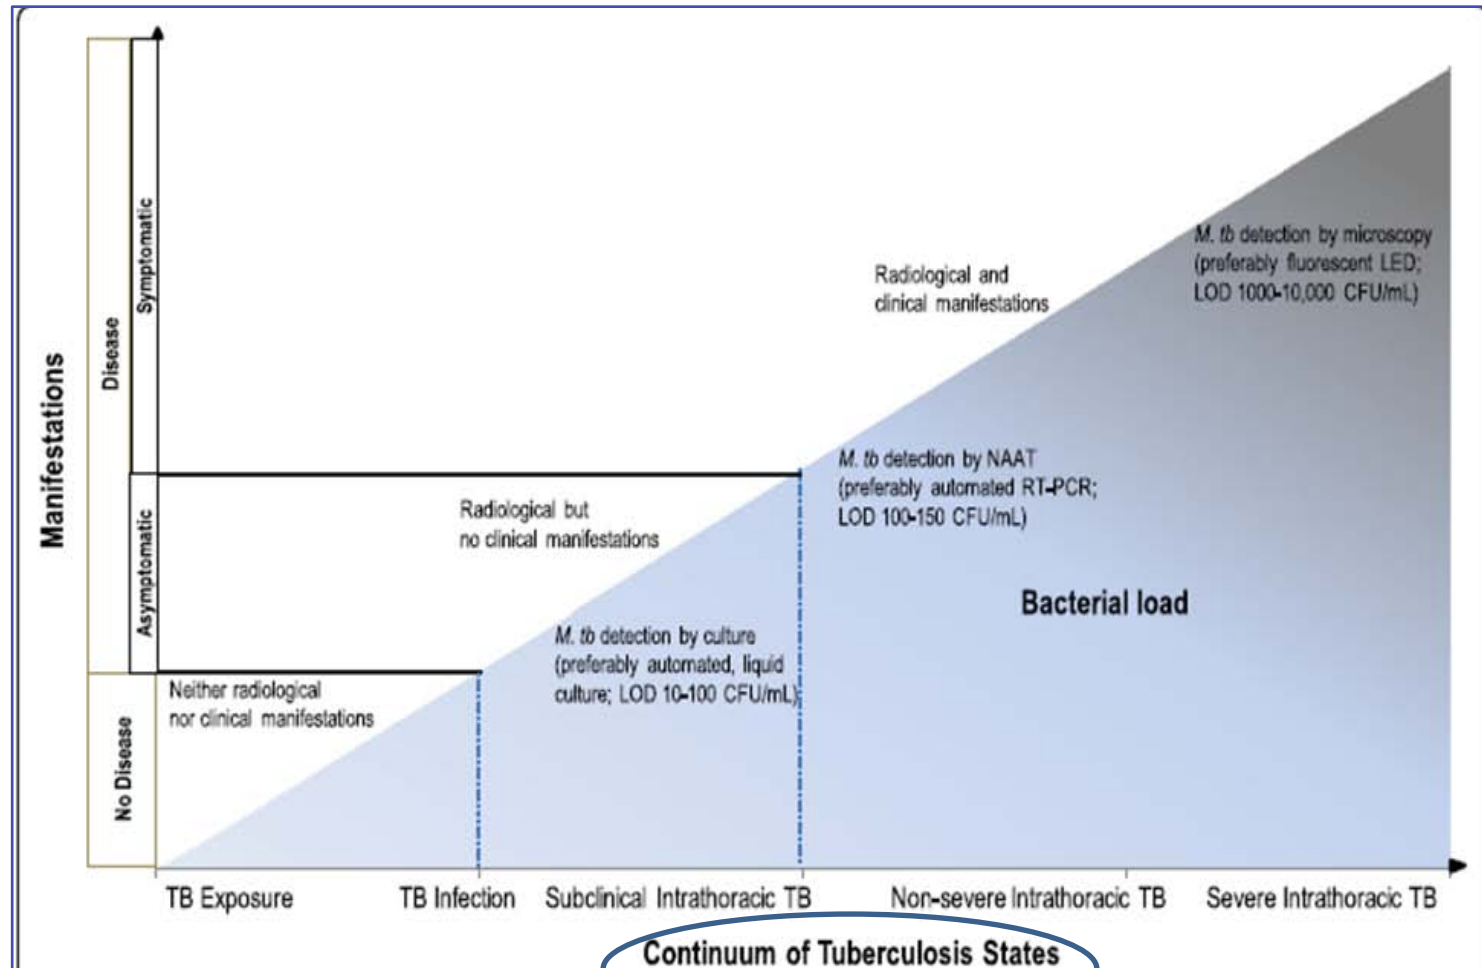 Manifestations
Disease
Symptomatic
Asymptomatic
No Disease
M. tb detection by microscopy
(preferably fluorescent LED;
LOD 1000-10,000 CFU/mL)
Radiological and
clinical manifestations
M. tb detection by NAAT
(preferably automated RT-PCR;
LOD 100-150 CFU/mL)
Radiological but
no clinical manifestations
Bacterial load
M. tb detection by culture
(preferably automated, liquid
culture; LOD 10-100 CFU/mL)
Neither radiological
nor clinical manifestations
TB Exposure
TB Infection
Subclinical Intrathoracic TB
Non-severe Intrathoracic TB
Severe Intrathoracic TB
Continuum of Tuberculosis States